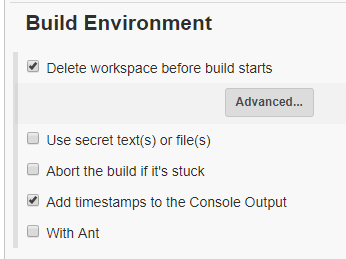 Build Environment
Delete workspace before build starts
Advanced...
Use secret text(s) or file(s)
Abort the build if it's stuck
Add timestamps to the Console Output
With Ant